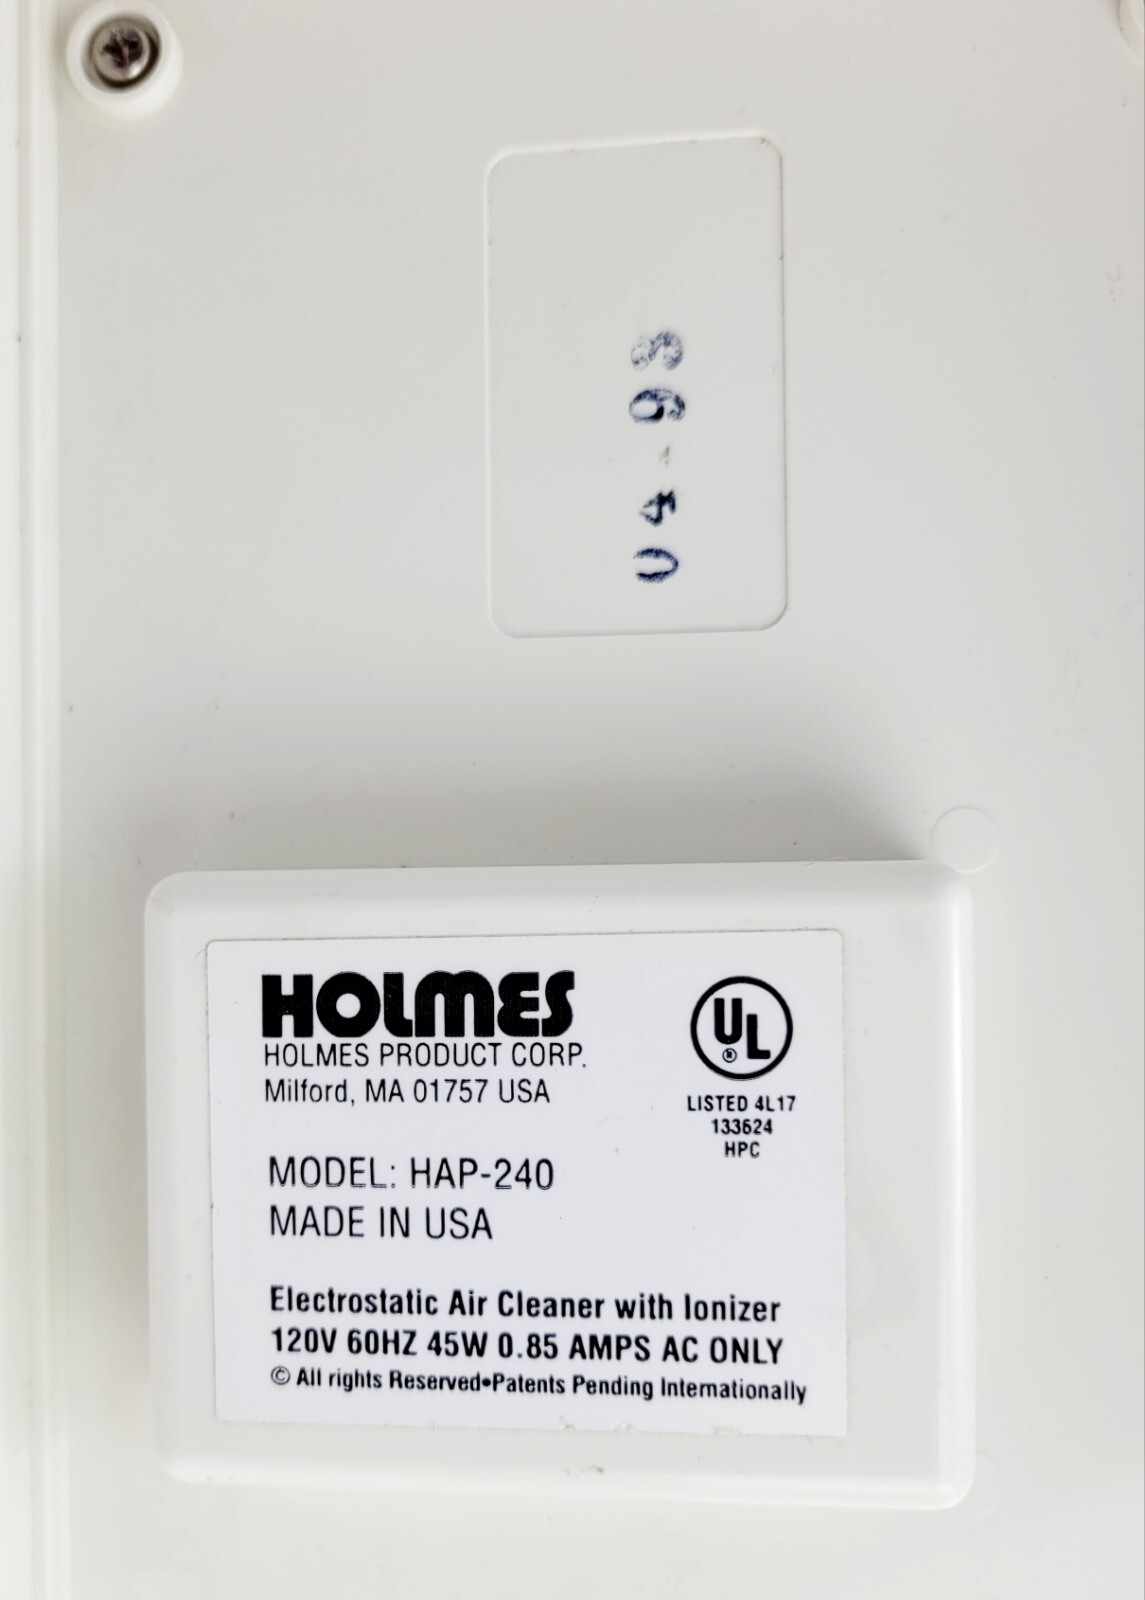 04-93
HOLMES
HOLMES PRODUCT CORP.
Milford, MA 01757 USA
MODEL: HAP-240
MADE IN USA
Electrostatic Air Cleaner with Ionizer
120V 60HZ 45W 0.85 AMPS AC ONLY
© All rights Reserved•Patents Pending Internationally
UL
®
LISTED 4L17
133624
HPC